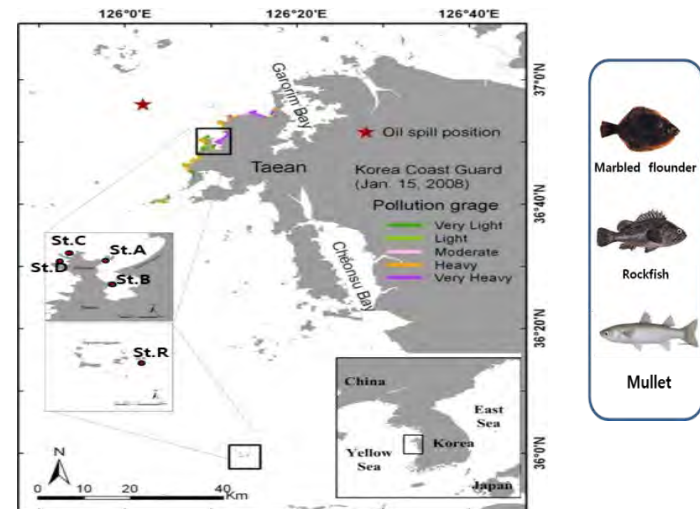 126°0'E
126°20'E
126°40'E
37°0'N
36°40'N
36°20'N
36°0'N
Garorim Bay
Oil spill position
Taean
Korea Coast Guard
(Jan. 15, 2008)
Pollution grage
Very Light
Light
Moderate
Heavy
Very Heavy
Cheonsu Bay
St.C
St.A
St.D
St.B
St.R
China
East
Sea
Korea
Yellow
Sea
Japan
N
0 10 20 40
Km
Marbled flounder
Rockfish
Mullet